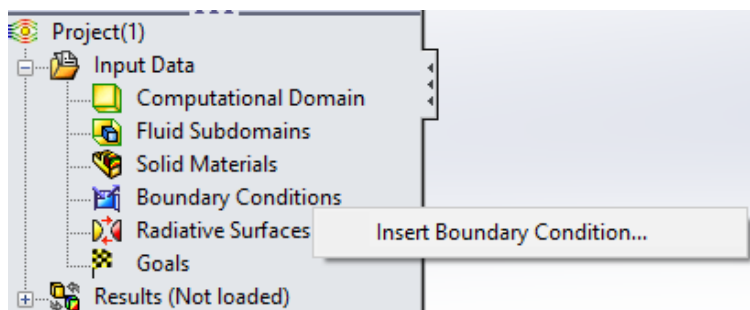 Project(1)
Input Data
Computational Domain
Fluid Subdomains
Solid Materials
Boundary Conditions
Radiative Surfaces
Insert Boundary Condition...
Goals
Results (Not loaded)